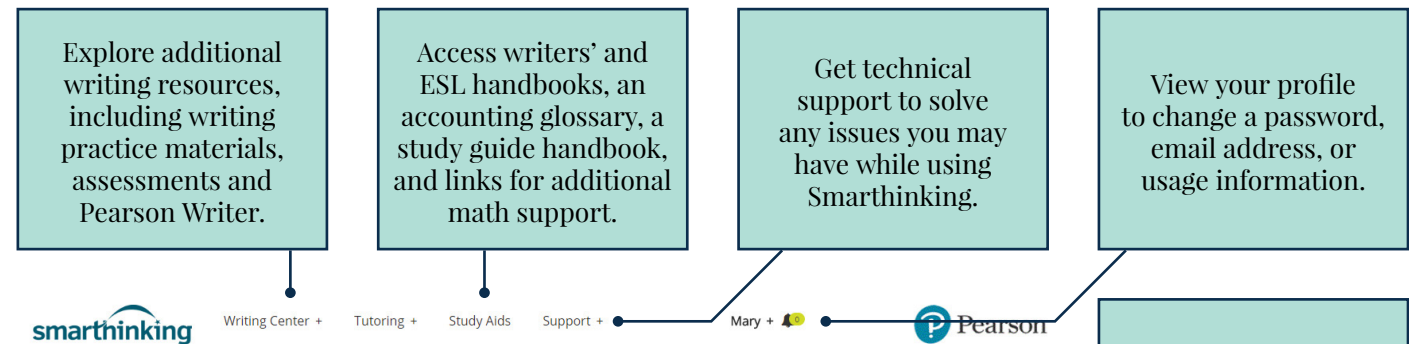 Explore additional
writing resources,
including writing
practice materials,
assessments and
Pearson Writer.
Access writers’ and
ESL handbooks, an
accounting glossary, a
study guide handbook,
and links for additional
math support.
Get technical
support to solve
any issues you may
have while using
Smarthinking.
View your profile
to change a password,
email address, or
usage information.
smarthinking Writing Center + Tutoring + Study Aids Support + Mary + 0 P Pearson